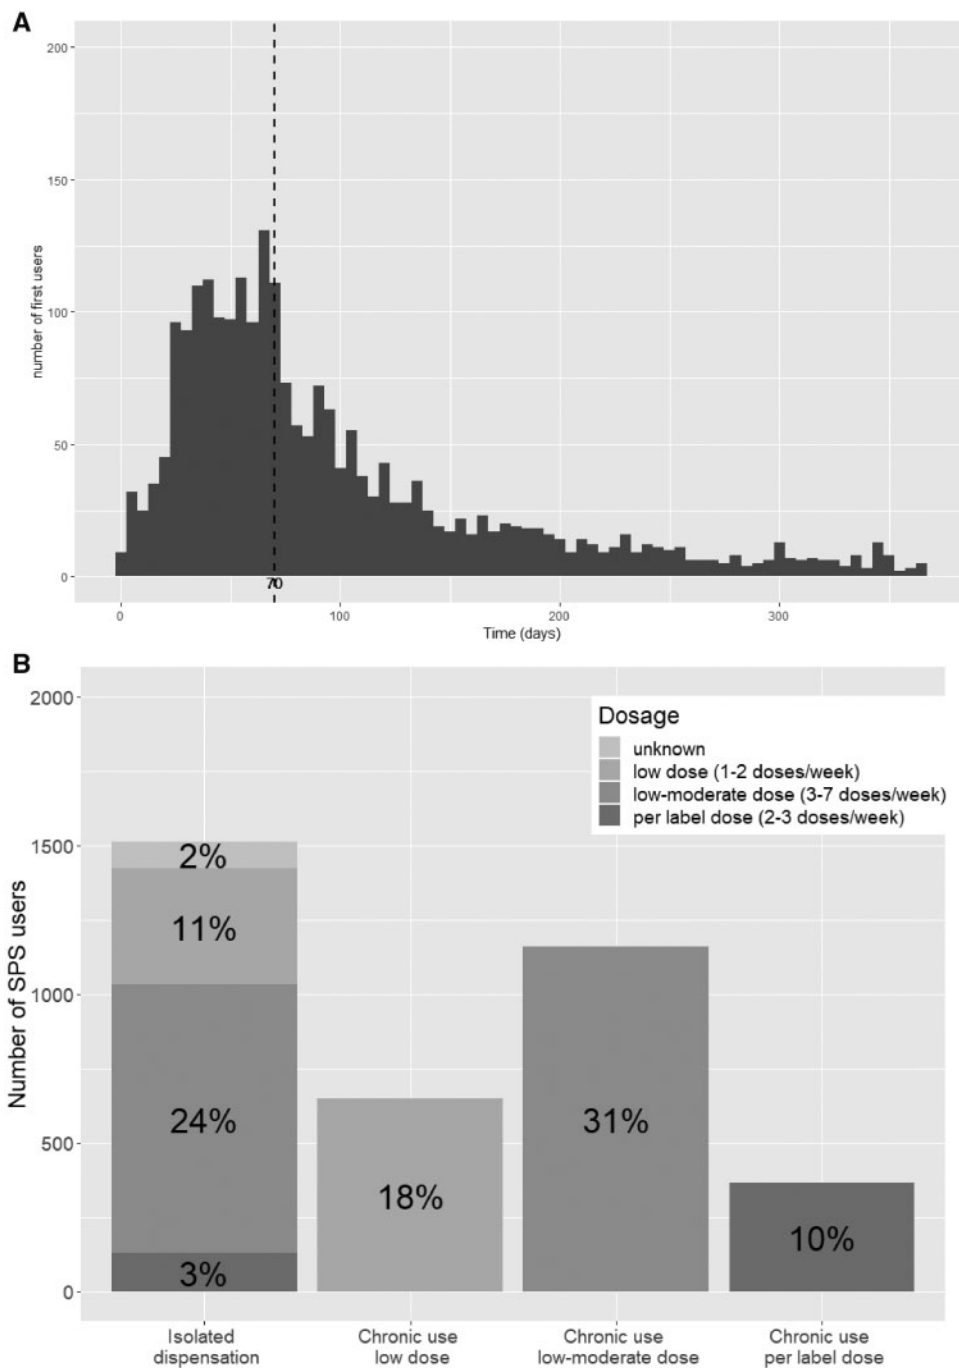 A
200
150
100
50
0
number of first users
70
0
100
200
300
Time (days)
B
2000
1500
1000
500
0
Number of SPS users
Dosage
unknown
low dose (1-2 doses/week)
low-moderate dose (3-7 doses/week)
per label dose (2-3 doses/week)
2%
11%
24%
3%
18%
31%
10%
Isolated
dispensation
Chronic use
low dose
Chronic use
low-moderate dose
Chronic use
per label dose